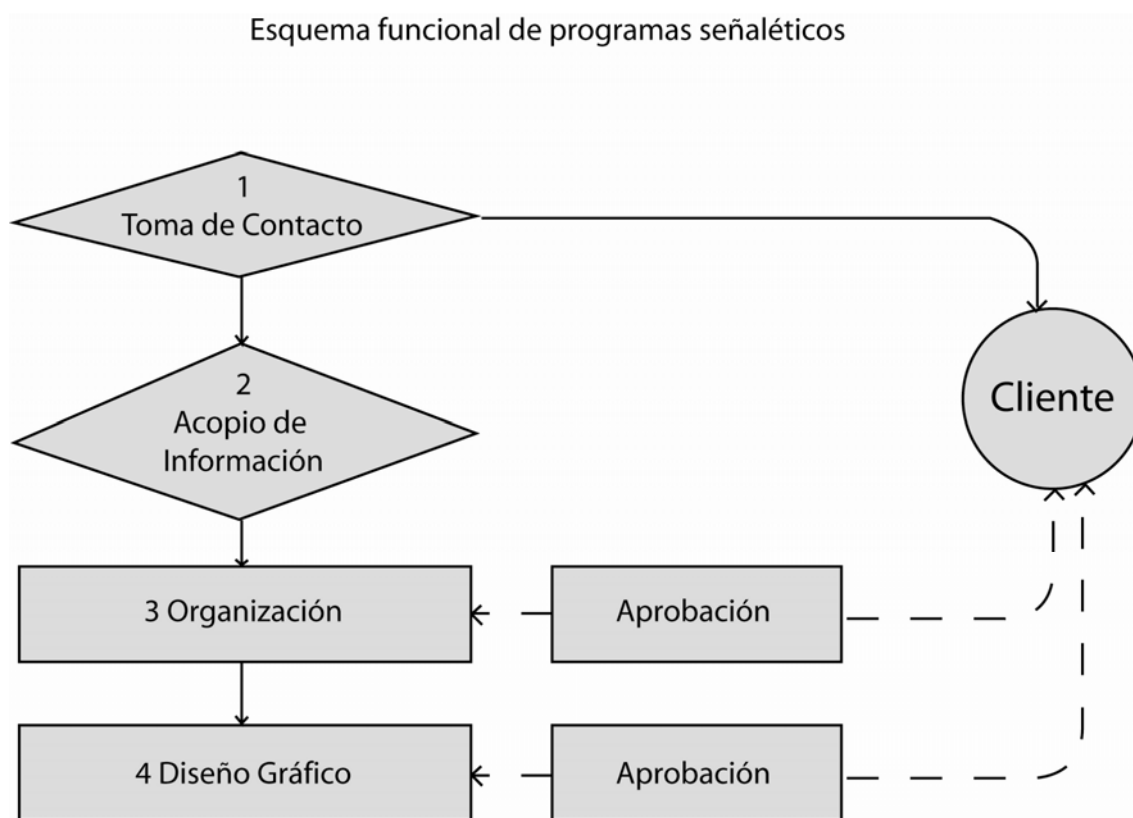 Esquema funcional de programas señaléticos
1
Toma de Contacto
2
Acopio de
Información
Cliente
3 Organización
Aprobación
4 Diseño Gráfico
Aprobación